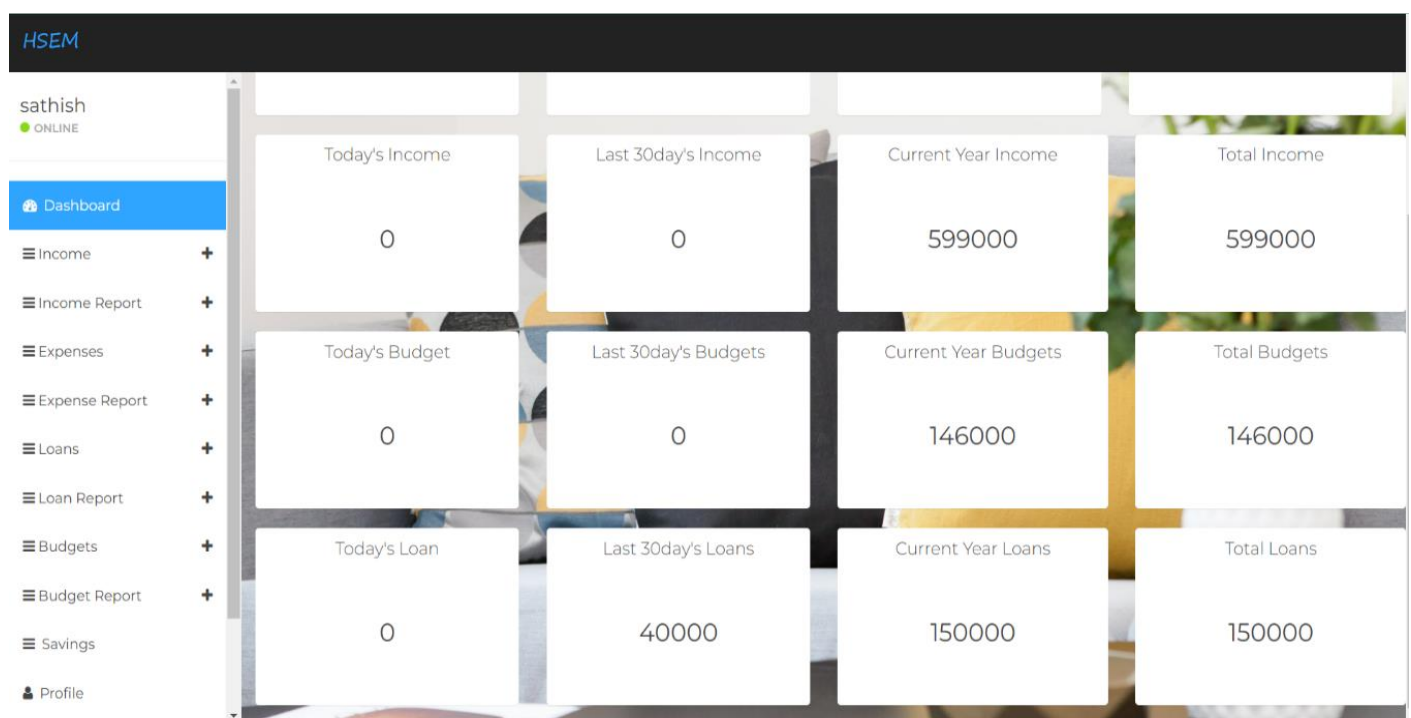 HSEM
sathish
ONLINE
Dashboard
Income
Income Report
Expenses
Expense Report
Loans
Loan Report
Budgets
Budget Report
Savings
Profile
Today's Income
0
Last 30day's Income
0
Current Year Income
599000
Total Income
599000
Today's Budget
0
Last 30day's Budgets
0
Current Year Budgets
146000
Total Budgets
146000
Today's Loan
0
Last 30day's Loans
40000
Current Year Loans
150000
Total Loans
150000